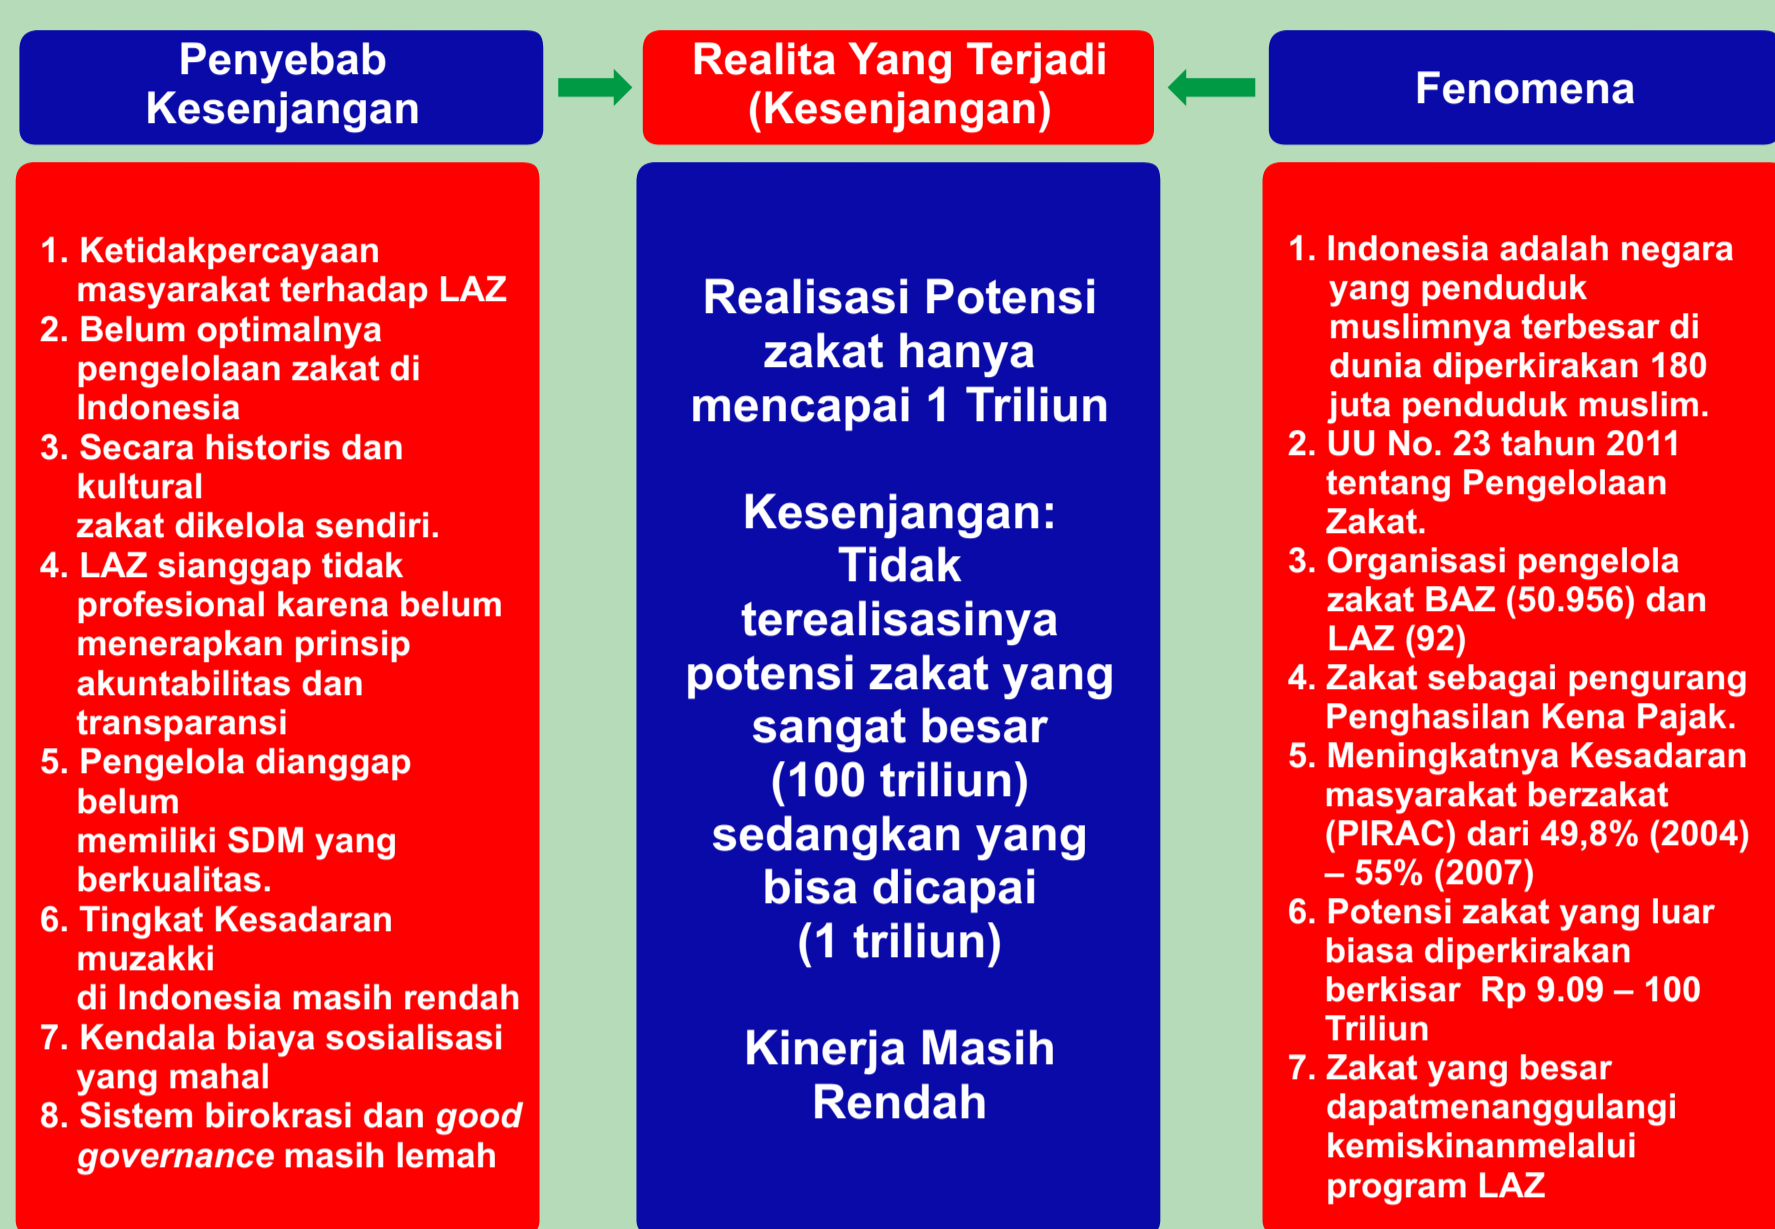 Penyebab
Kesenjangan
Realita Yang Terjadi
(Kesenjangan)
Fenomena
1. Ketidakpercayaan
masyarakat terhadap LAZ
2. Belum optimalnya
pengelolaan zakat di
Indonesia
3. Secara historis dan
kultural
zakat dikelola sendiri.
4. LAZ sianggap tidak
profesional karena belum
menerapkan prinsip
akuntabilitas dan
transparansi
5. Pengelola dianggap
belum
memiliki SDM yang
berkualitas.
6. Tingkat Kesadaran
muzakki
di Indonesia masih rendah
7. Kendala biaya sosialisasi
yang mahal
8. Sistem birokrasi dan good
governance masih lemah
Realisasi Potensi
zakat hanya
mencapai 1 Triliun
Kesenjangan:
Tidak
terealisasinya
potensi zakat yang
sangat besar
(100 triliun)
sedangkan yang
bisa dicapai
(1 triliun)
Kinerja Masih
Rendah
1. Indonesia adalah negara
yang penduduk
muslimnya terbesar di
dunia diperkirakan 180
juta penduduk muslim.
2. UU No. 23 tahun 2011
tentang Pengelolaan
Zakat.
3. Organisasi pengelola
zakat BAZ (50.956) dan
LAZ (92)
4. Zakat sebagai pengurang
Penghasilan Kena Pajak.
5. Meningkatnya Kesadaran
masyarakat berzakat
(PIRAC) dari 49,8% (2004)
– 55% (2007)
6. Potensi zakat yang luar
biasa diperkirakan
berkisar Rp 9.09 – 100
Triliun
7. Zakat yang besar
dapatmenanggulangi
kemiskinanmelalui
program LAZ